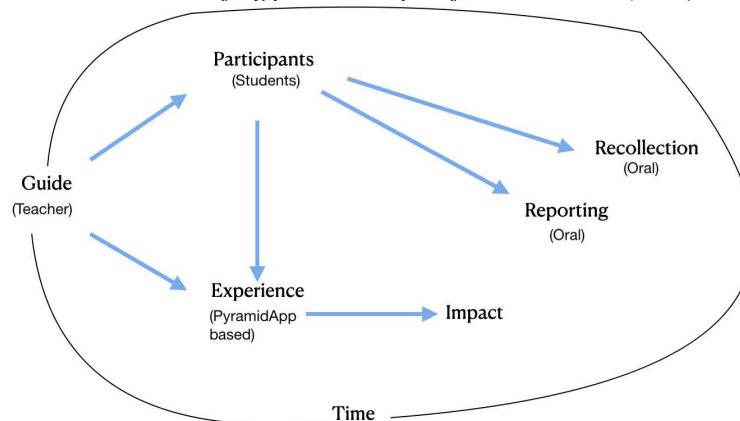 Participants
(Students)
Recollection
(Oral)
Guide
(Teacher)
Reporting
(Oral)
Experience
(PyramidApp
based)
Impact
Time